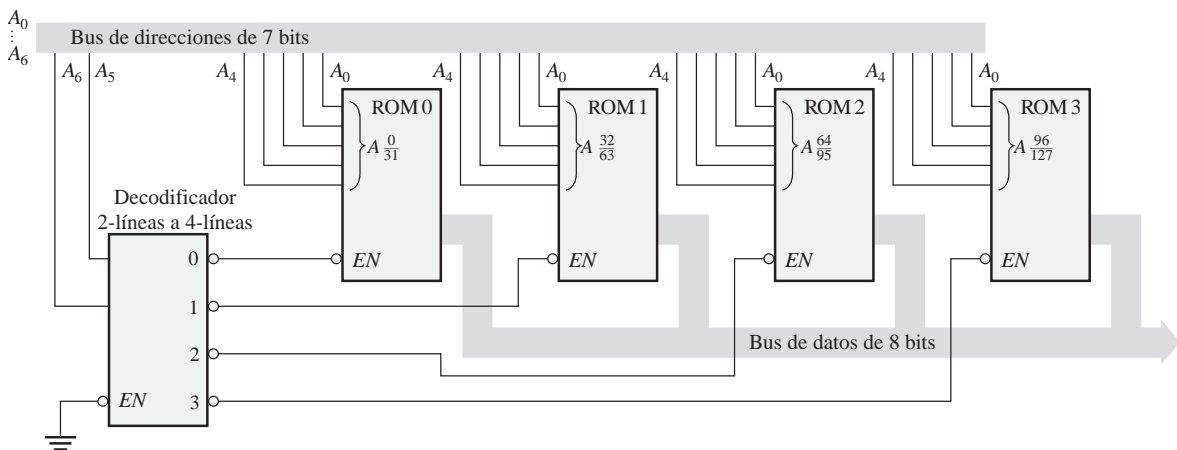 A0
⋮
A6
Bus de direcciones de 7 bits
A6 A5 A4 A0 A4 A0 A4 A0 A4 A0
ROM 0 ROM 1 ROM 2 ROM 3
A 0/31 A 32/63 A 64/95 A 96/127
Decodificador
2-líneas a 4-líneas
0 EN EN EN EN
1
2 Bus de datos de 8 bits
EN 3